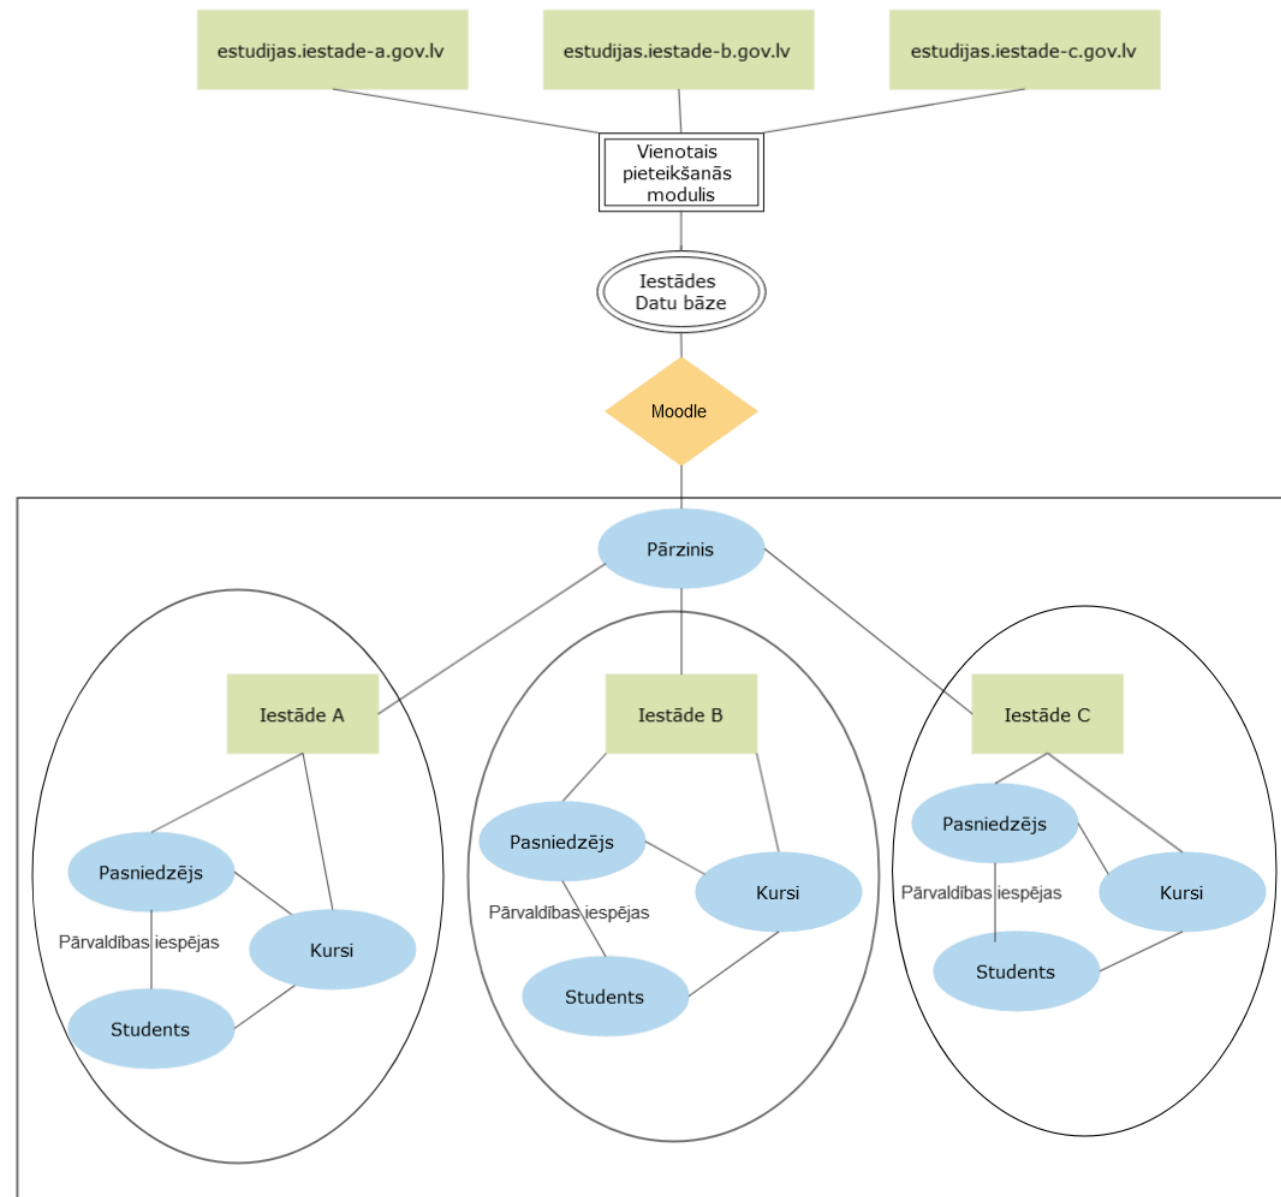 estudijas.iestade-a.gov.lv
estudijas.iestade-b.gov.lv
estudijas.iestade-c.gov.lv
Vienotais
pieteikšanās
modulis
Iestādes
Datu bāze
Moodle
Pārzinis
Iestāde A
Pasniedzējs
Pārvaldības iespējas
Kursi
Students
Iestāde B
Pasniedzējs
Kursi
Pārvaldības iespējas
Students
Iestāde C
Pasniedzējs
Pārvaldības iespējas
Kursi
Students